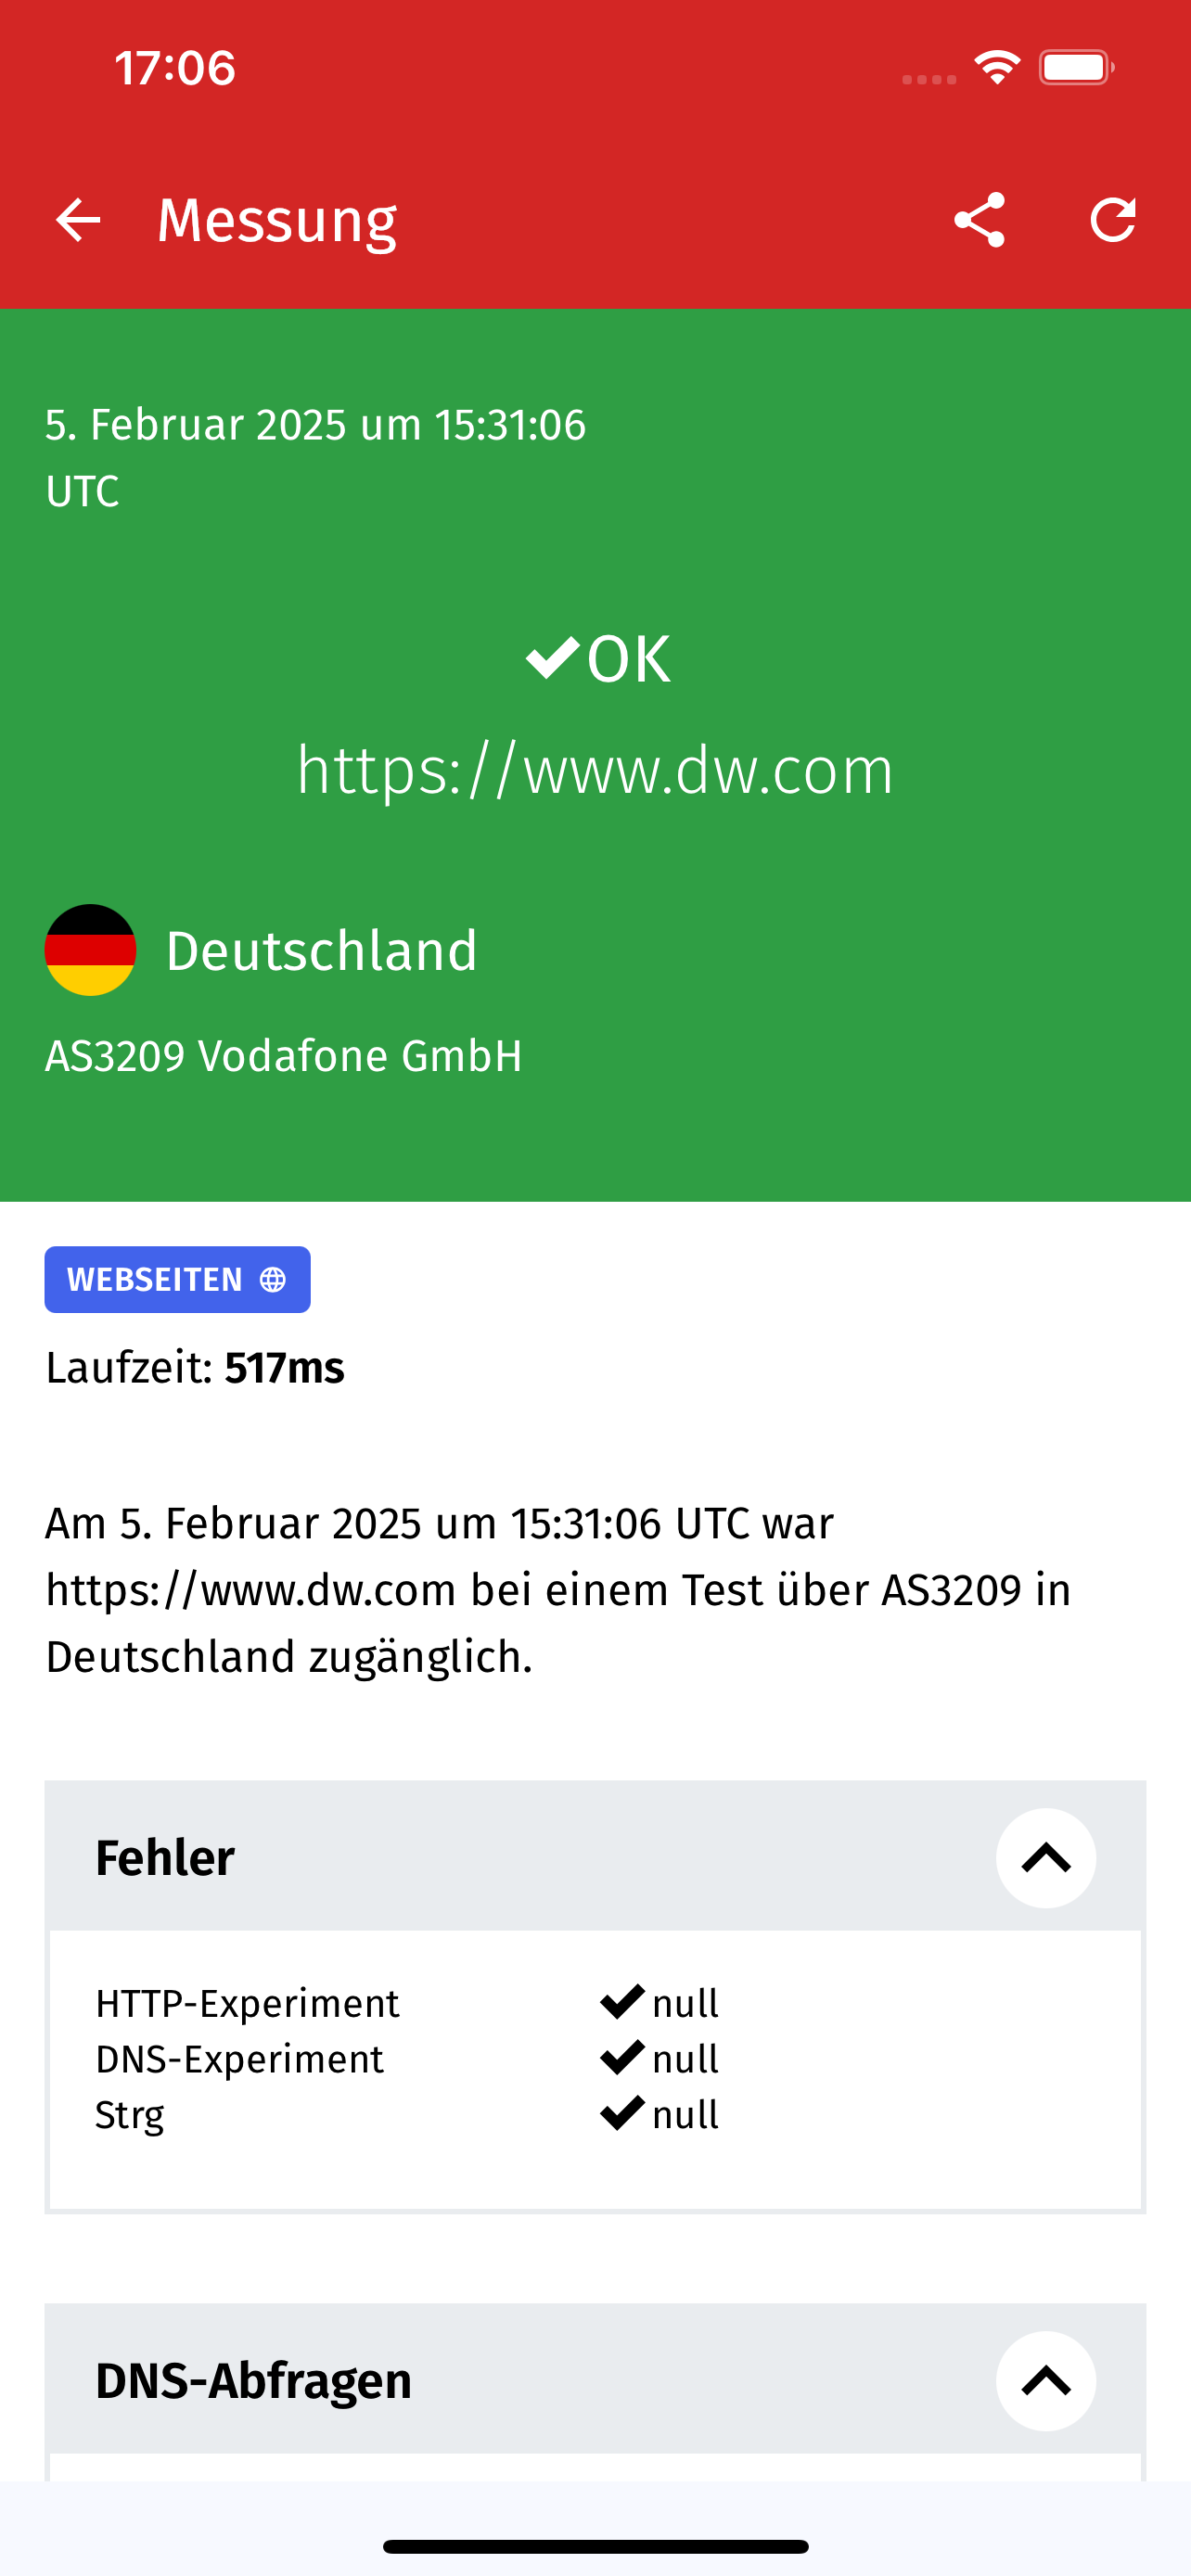 17:06
Messung
5. Februar 2025 um 15:31:06
UTC
OK
https://www.dw.com
Deutschland
AS3209 Vodafone GmbH
WEBSEITEN
Laufzeit: 517ms
Am 5. Februar 2025 um 15:31:06 UTC war
https://www.dw.com bei einem Test über AS3209 in
Deutschland zugänglich.
Fehler
HTTP-Experiment null
DNS-Experiment null
Strg null
DNS-Abfragen